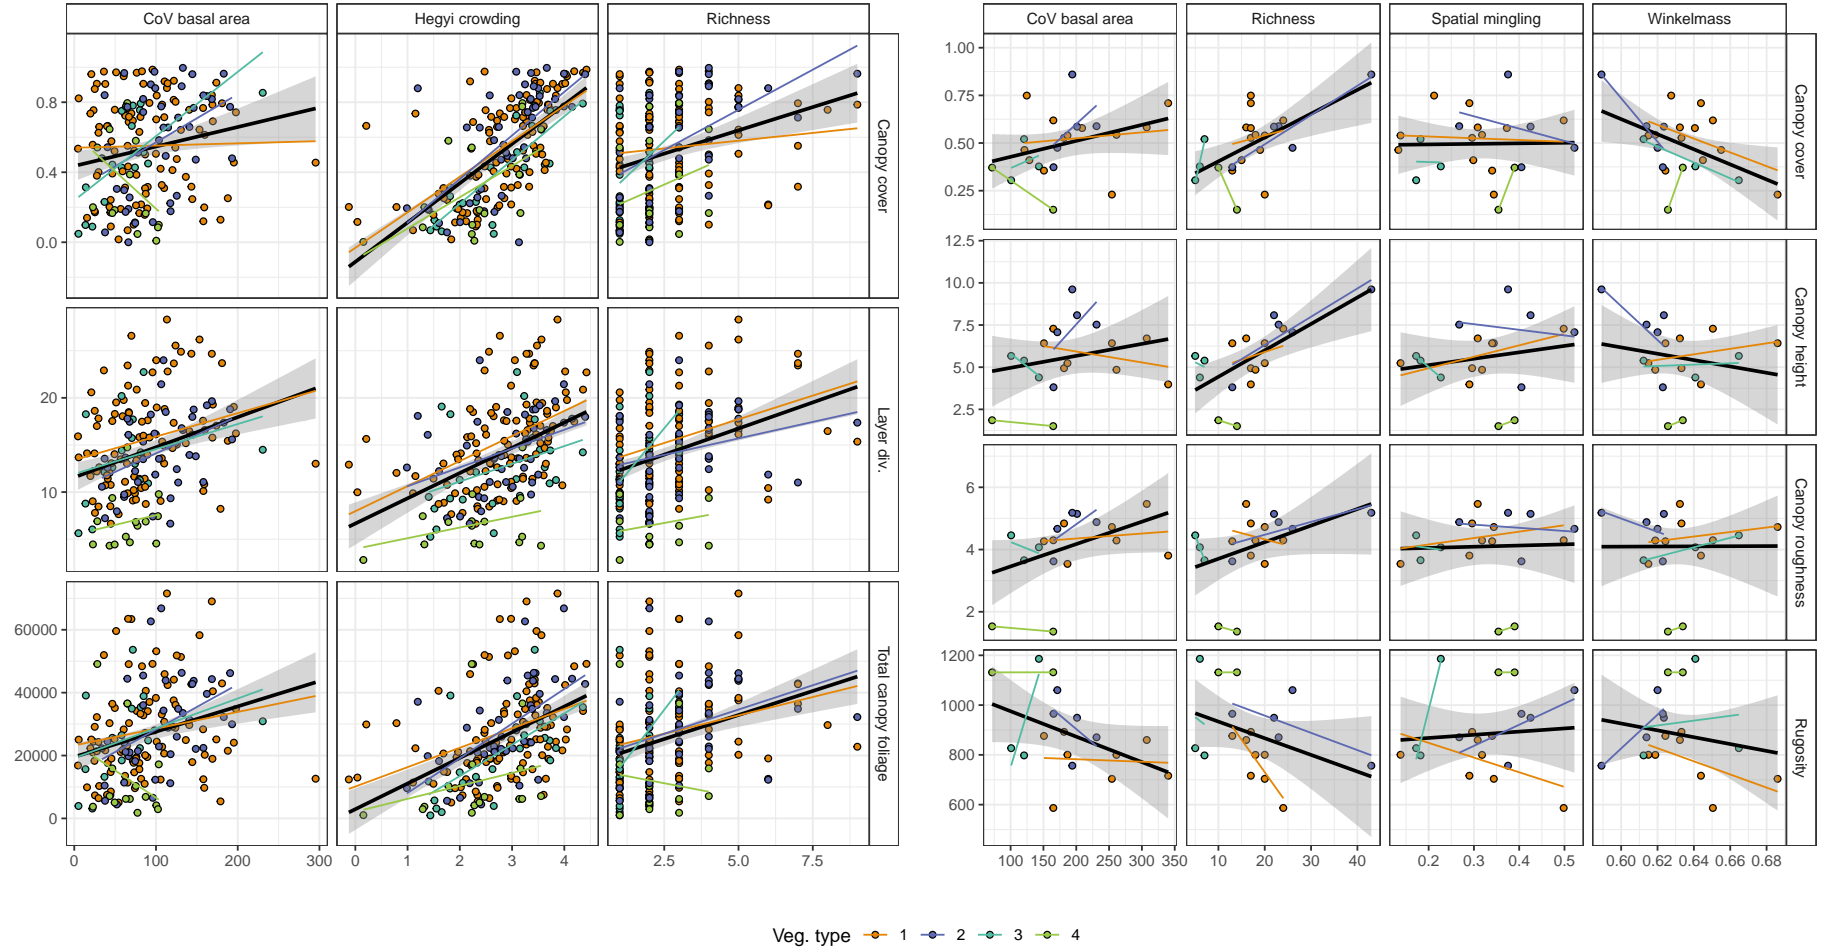 CoV basal area Hegyi crowding Richness
CoV basal area Richness Spatial mingling Winkelmass
0.8
0.4
0.0
Canopy cover
20
10
Layer div.
60000
40000
20000
0
Total canopy foliage
0 100 200 300
0 1 2 3 4
2.5 5.0 7.5
1.00
0.75
0.50
0.25
Canopy cover
12.5
10.0
7.5
5.0
2.5
Canopy height
6
4
2
Canopy roughness
1200
1000
800
600
Rugosity
100 150 200 250 300 350
10 20 30 40
0.2 0.3 0.4 0.5
0.60 0.62 0.64 0.66 0.68
Veg. type 1 2 3 4